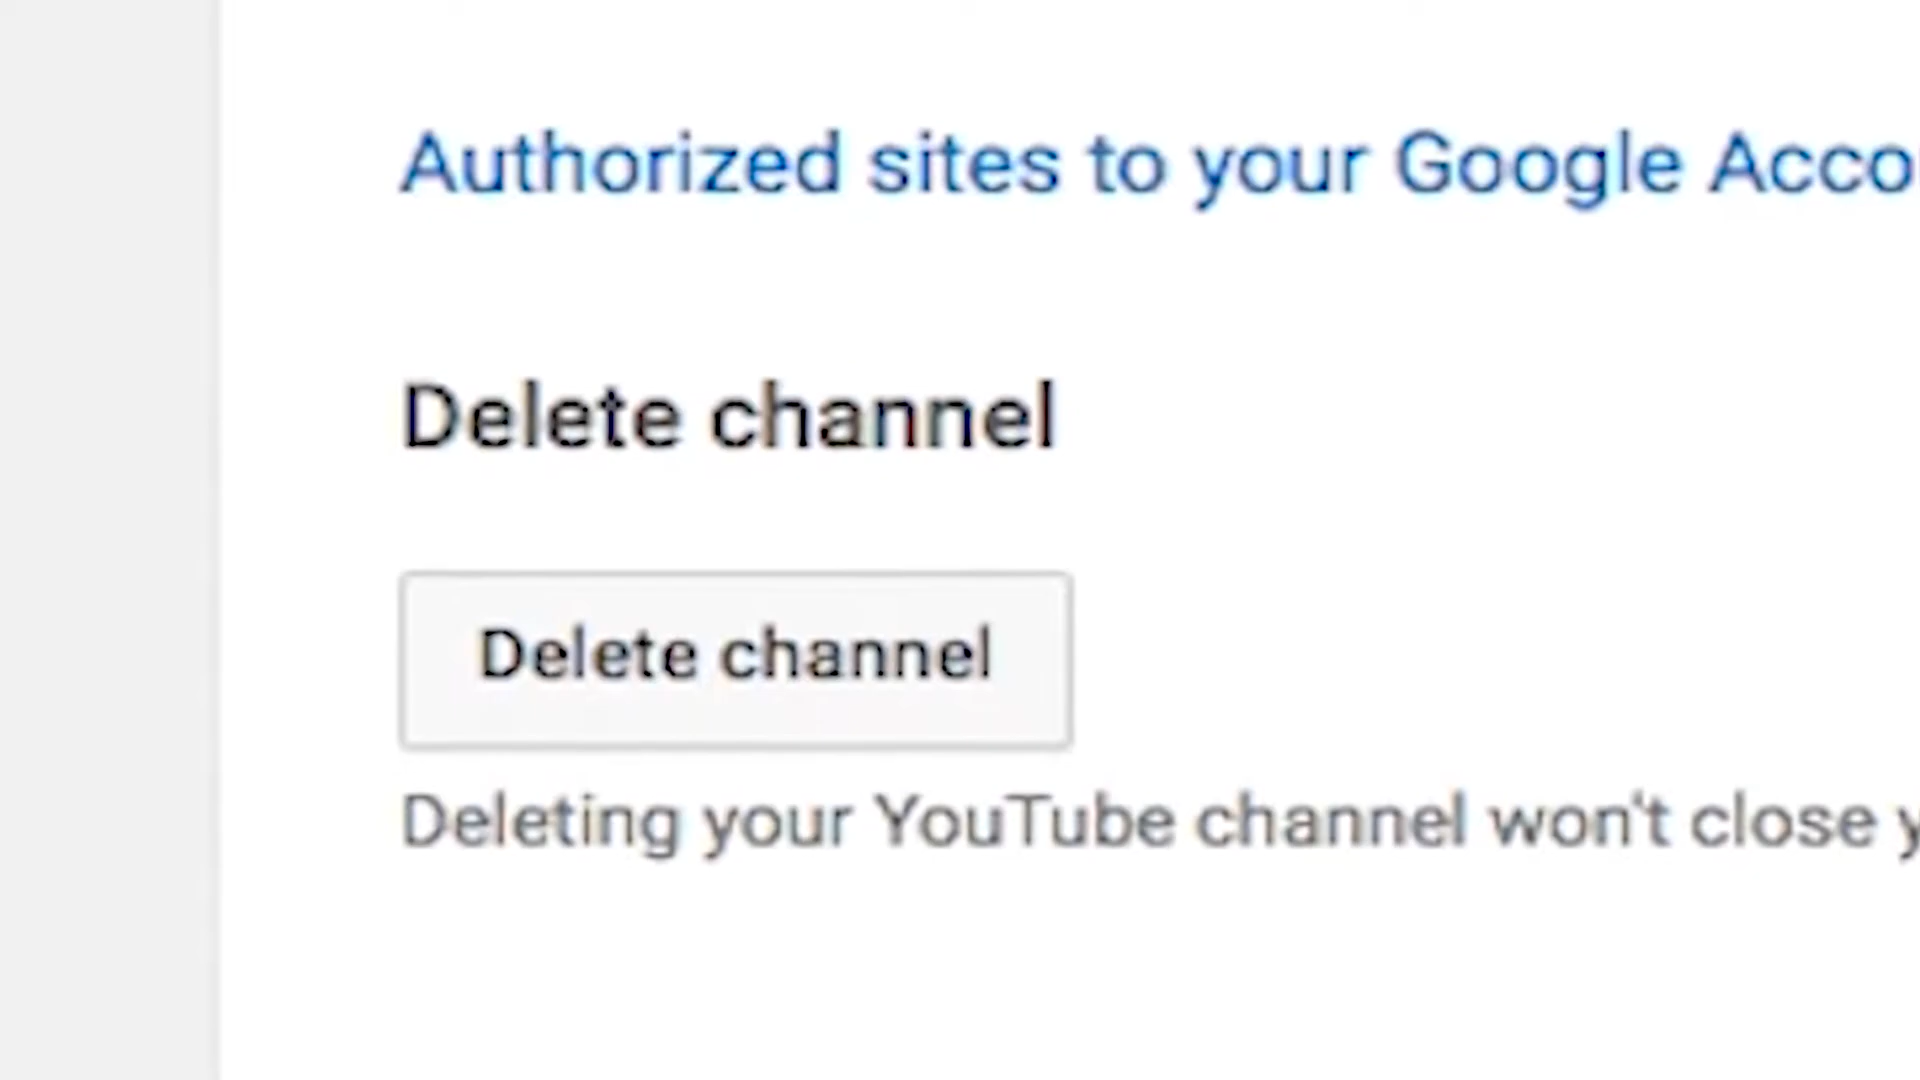 Authorized sites to your Google Acco
Delete channel
Delete channel
Deleting your YouTube channel won't close y